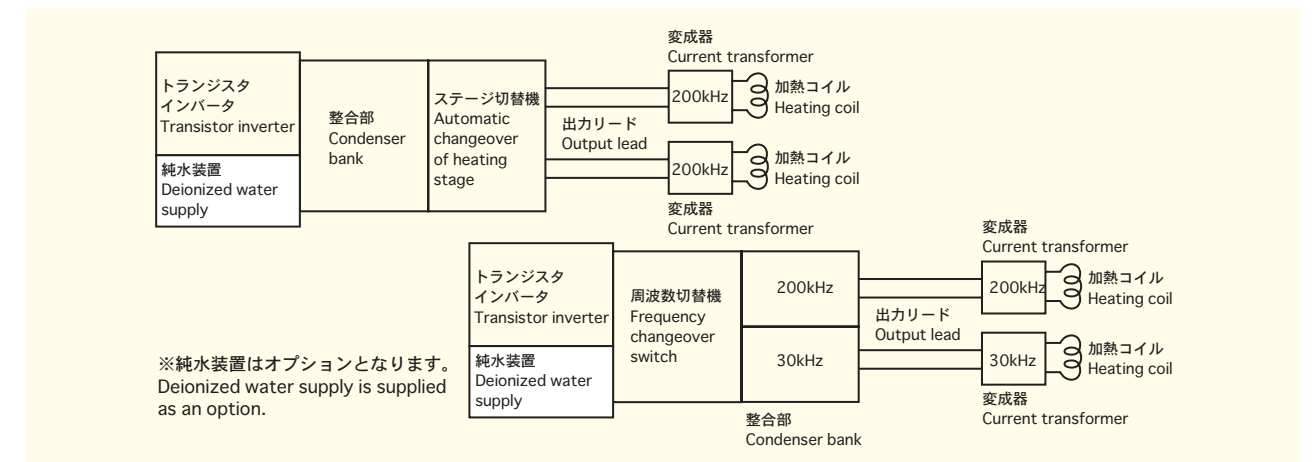 トランジスタ
インバータ
Transistor inverter
純水装置
Deionized water
supply
整合部
Condenser
bank
ステージ切替機
Automatic
changeover
of heating
stage
出力リード
Output lead
変成器
Current transformer
200kHz
加熱コイル
Heating coil
200kHz
加熱コイル
Heating coil
変成器
Current transformer
トランジスタ
インバータ
Transistor inverter
純水装置
Deionized water
supply
周波数切替機
Frequency
changeover
switch
200kHz
30kHz
整合部
Condenser bank
出力リード
Output lead
変成器
Current transformer
200kHz
加熱コイル
Heating coil
30kHz
加熱コイル
Heating coil
変成器
Current transformer
※純水装置はオプションとなります。
Deionized water supply is supplied
as an option.